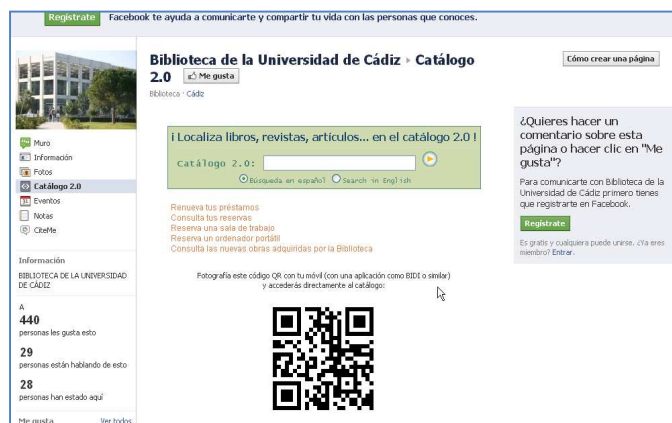 Regístrate Facebook te ayuda a comunicarte y compartir tu vida con las personas que conoces.
Biblioteca de la Universidad de Cádiz ▸ Catálogo
2.0 Me gusta
Biblioteca · Cádiz
Cómo crear una página
Muro
Información
Fotos
Catálogo 2.0
Eventos
Notas
CiteMe
Información
BIBLIOTECA DE LA UNIVERSIDAD
DE CÁDIZ
A
440
personas les gusta esto
29
personas están hablando de esto
28
personas han estado aquí
Me gusta Ver todos
¡ Localiza libros, revistas, artículos... en el catálogo 2.0 !
Catálogo 2.0:
Búsqueda en español Search in English
Renueva tus préstamos
Consulta tus reservas
Reserva una sala de trabajo
Reserva un ordenador portátil
Consulta las nuevas obras adquiridas por la Biblioteca
Fotografía este código QR con tu móvil (con una aplicación como BIDI o similar)
y accederás directamente al catálogo:
¿Quieres hacer un
comentario sobre esta
página o hacer clic en "Me
gusta"?
Para comunicarte con Biblioteca de la
Universidad de Cádiz primero tienes
que registrarte en Facebook.
Regístrate
Es gratis y cualquiera puede unirse. ¿Ya eres
miembro? Entrar.